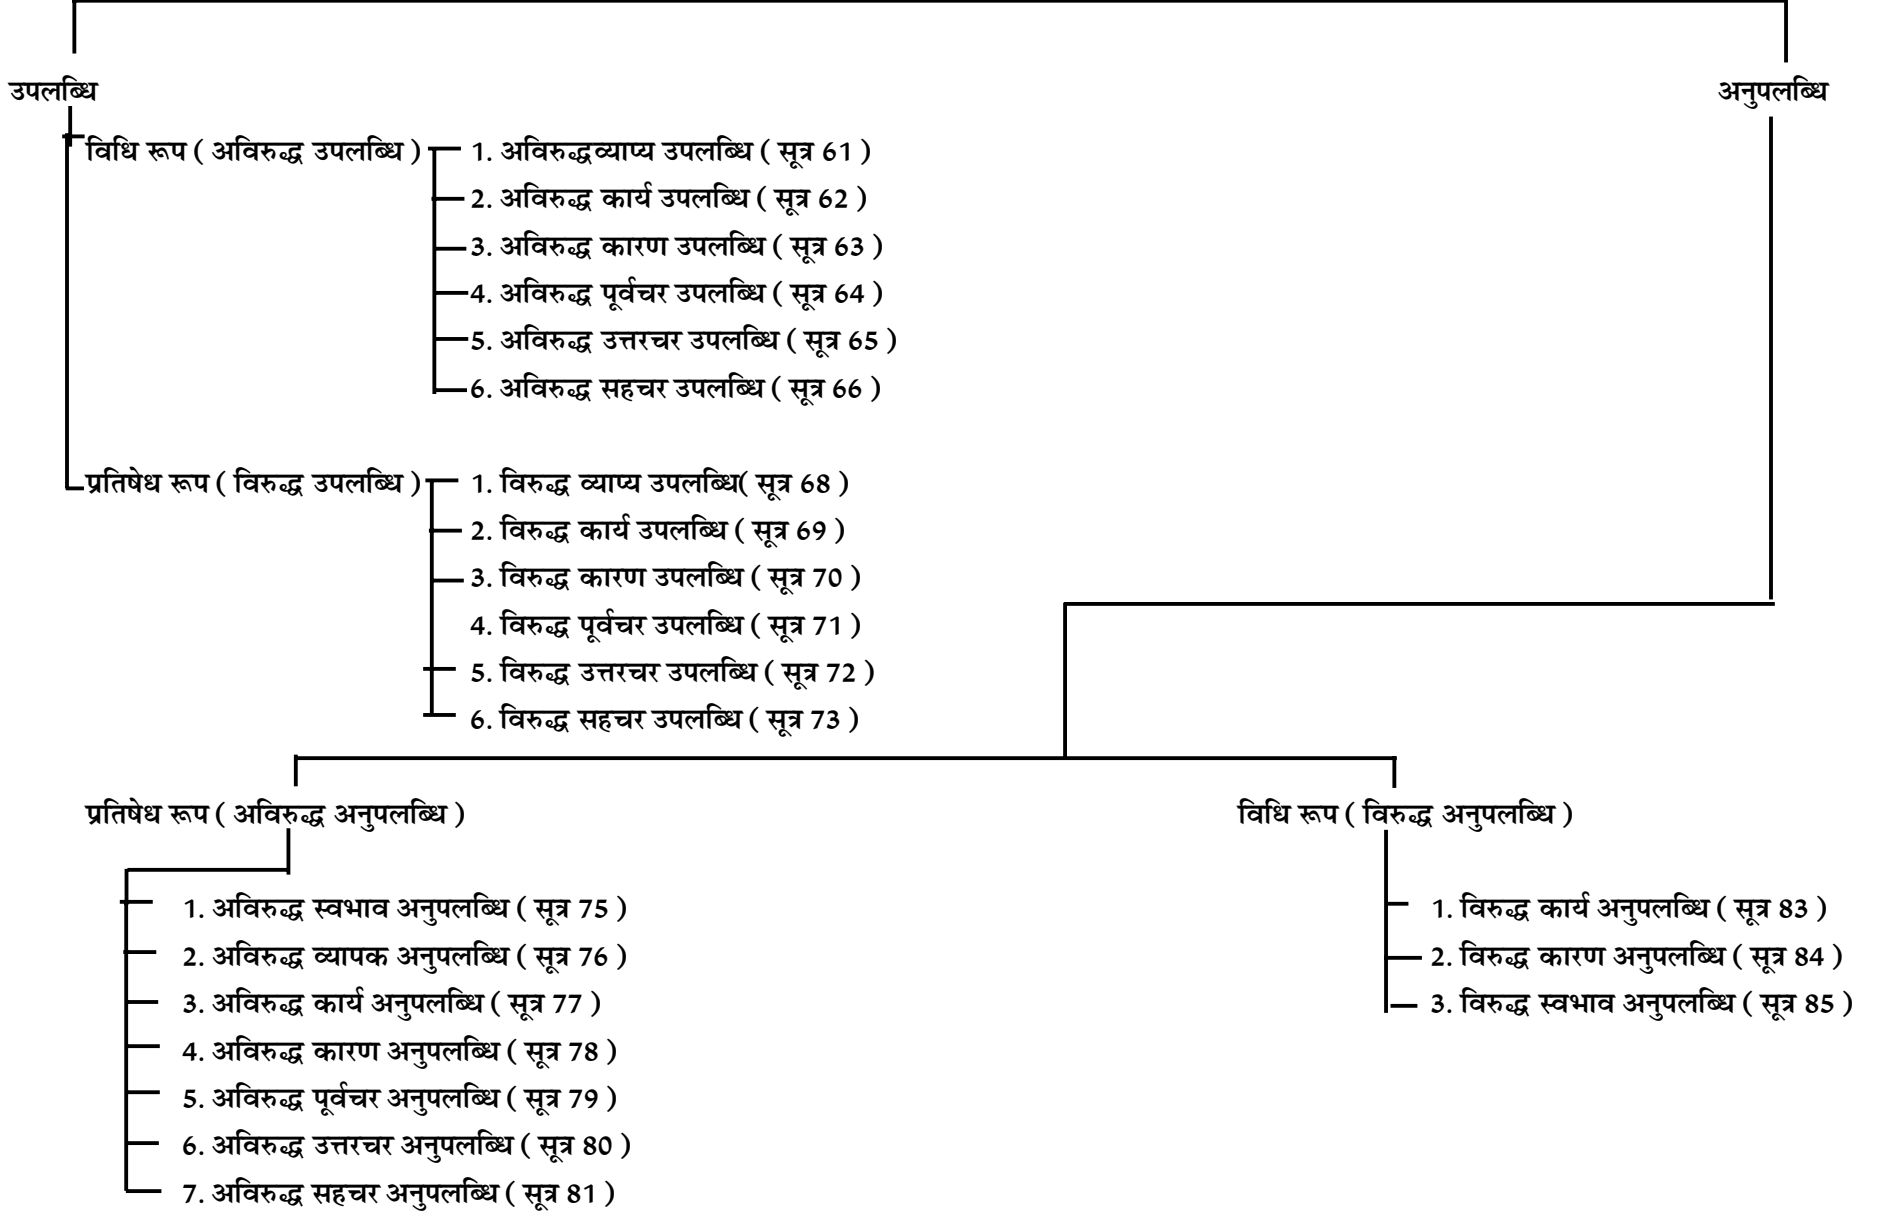 उपलब्धि
अनुपलब्धि
विधि रूप ( अविरुद्ध उपलब्धि )
1. अविरुद्धव्याप्य उपलब्धि ( सूत्र 61 )
2. अविरुद्ध कार्य उपलब्धि ( सूत्र 62 )
3. अविरुद्ध कारण उपलब्धि ( सूत्र 63 )
4. अविरुद्ध पूर्वचर उपलब्धि ( सूत्र 64 )
5. अविरुद्ध उत्तरचर उपलब्धि ( सूत्र 65 )
6. अविरुद्ध सहचर उपलब्धि ( सूत्र 66 )
प्रतिषेध रूप ( विरुद्ध उपलब्धि )
1. विरुद्ध व्याप्य उपलब्धि( सूत्र 68 )
2. विरुद्ध कार्य उपलब्धि ( सूत्र 69 )
3. विरुद्ध कारण उपलब्धि ( सूत्र 70 )
4. विरुद्ध पूर्वचर उपलब्धि ( सूत्र 71 )
5. विरुद्ध उत्तरचर उपलब्धि ( सूत्र 72 )
6. विरुद्ध सहचर उपलब्धि ( सूत्र 73 )
प्रतिषेध रूप ( अविरुद्ध अनुपलब्धि )
1. अविरुद्ध स्वभाव अनुपलब्धि ( सूत्र 75 )
2. अविरुद्ध व्यापक अनुपलब्धि ( सूत्र 76 )
3. अविरुद्ध कार्य अनुपलब्धि ( सूत्र 77 )
4. अविरुद्ध कारण अनुपलब्धि ( सूत्र 78 )
5. अविरुद्ध पूर्वचर अनुपलब्धि ( सूत्र 79 )
6. अविरुद्ध उत्तरचर अनुपलब्धि ( सूत्र 80 )
7. अविरुद्ध सहचर अनुपलब्धि ( सूत्र 81 )
विधि रूप ( विरुद्ध अनुपलब्धि )
1. विरुद्ध कार्य अनुपलब्धि ( सूत्र 83 )
2. विरुद्ध कारण अनुपलब्धि ( सूत्र 84 )
3. विरुद्ध स्वभाव अनुपलब्धि ( सूत्र 85 )